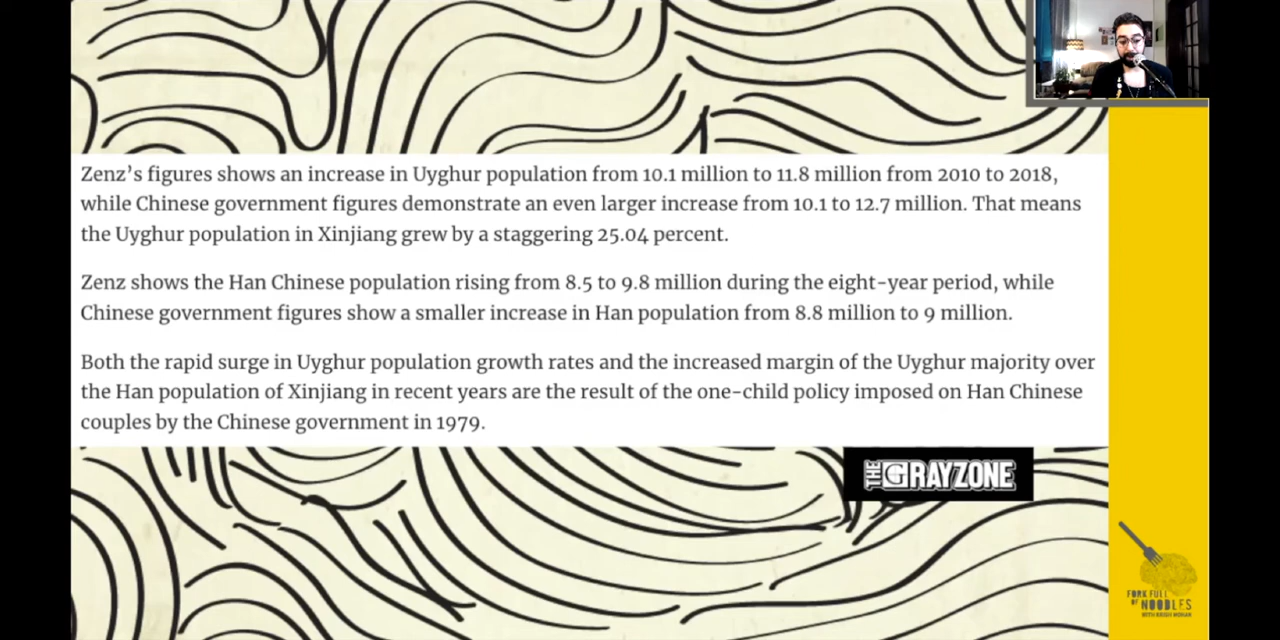 Zenz’s figures shows an increase in Uyghur population from 10.1 million to 11.8 million from 2010 to 2018,
while Chinese government figures demonstrate an even larger increase from 10.1 to 12.7 million. That means
the Uyghur population in Xinjiang grew by a staggering 25.04 percent.
Zenz shows the Han Chinese population rising from 8.5 to 9.8 million during the eight-year period, while
Chinese government figures show a smaller increase in Han population from 8.8 million to 9 million.
Both the rapid surge in Uyghur population growth rates and the increased margin of the Uyghur majority over
the Han population of Xinjiang in recent years are the result of the one-child policy imposed on Han Chinese
couples by the Chinese government in 1979.
THE GRAYZONE
FORK FULL
OF NOODLES
WITH KRISH MOHAN